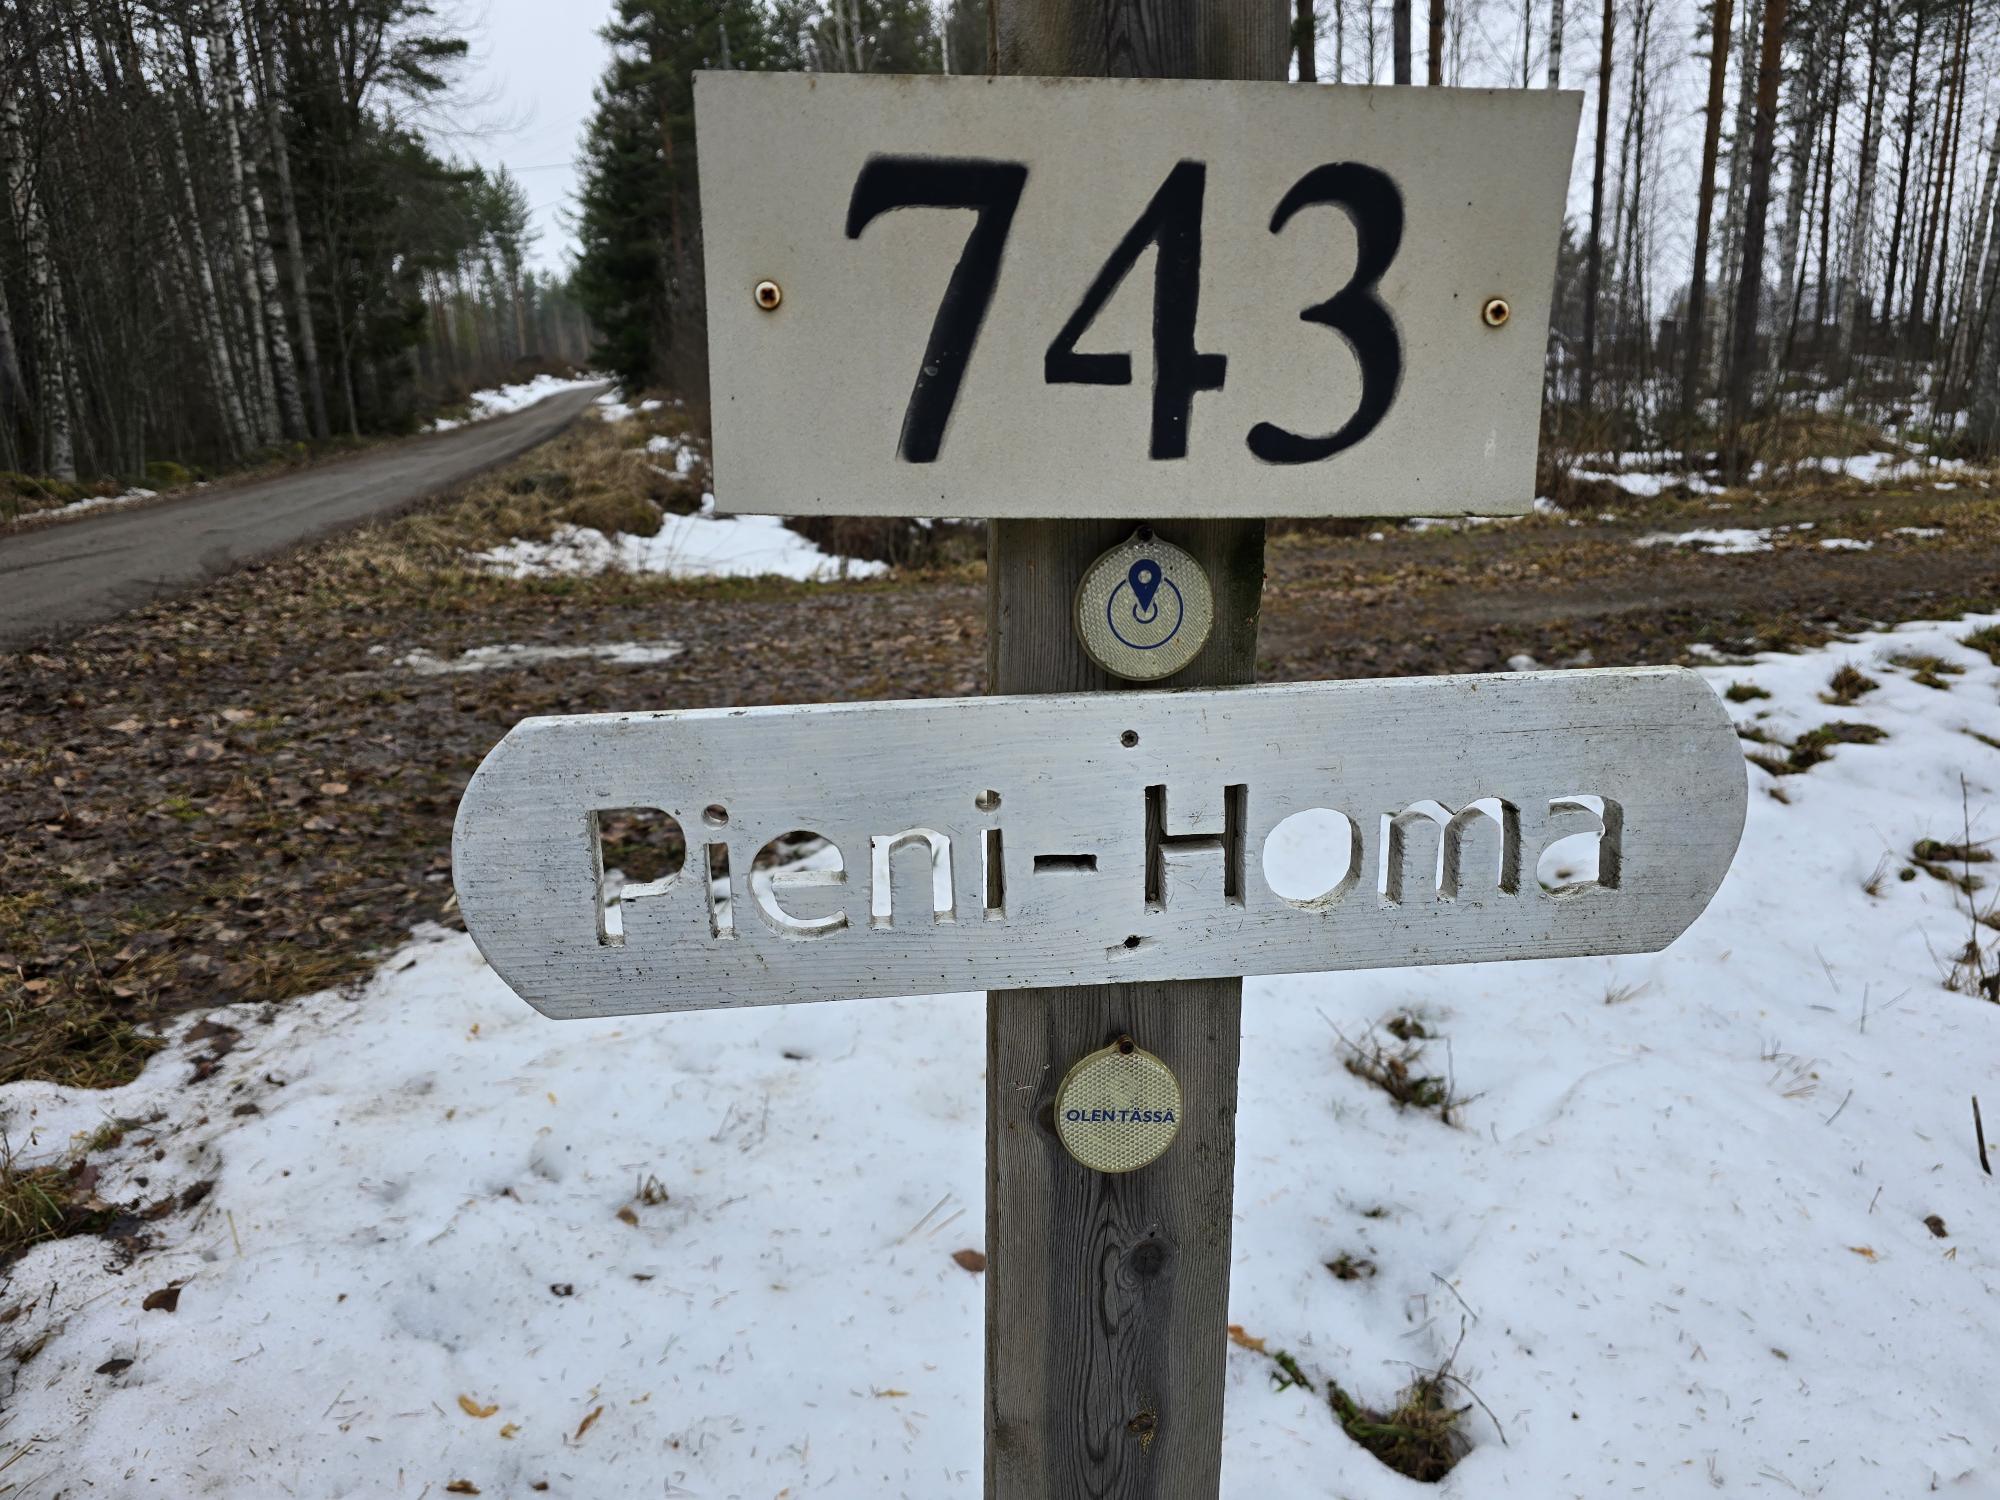 743
Pieni-Homa
OLEN TÄSSÄ